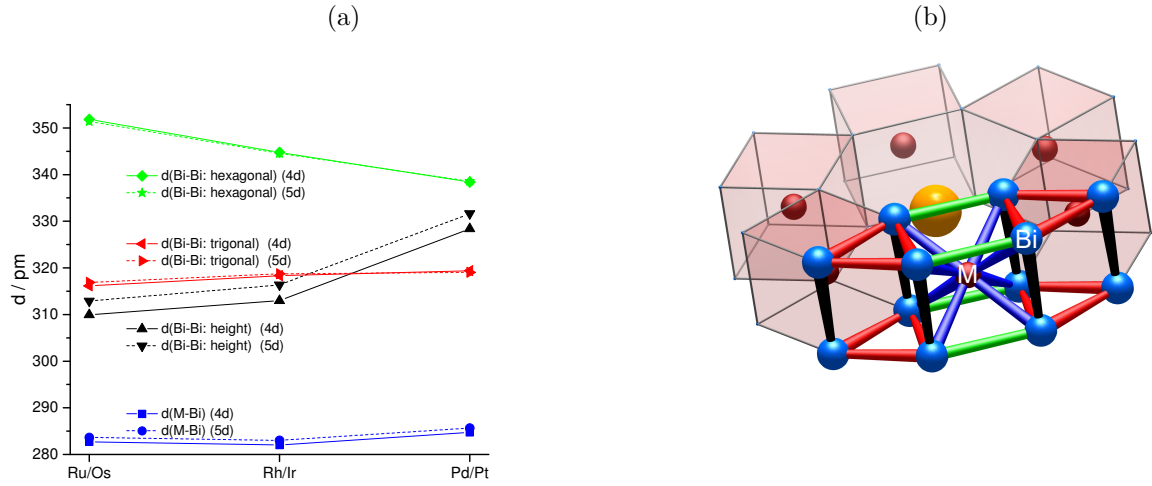 (a)
(b)
d / pm
350
340
330
320
310
300
290
280
d(Bi-Bi: hexagonal) (4d)
d(Bi-Bi: hexagonal) (5d)
d(Bi-Bi: trigonal) (4d)
d(Bi-Bi: trigonal) (5d)
d(Bi-Bi: height) (4d)
d(Bi-Bi: height) (5d)
d(M-Bi) (4d)
d(M-Bi) (5d)
Ru/Os
Rh/Ir
Pd/Pt
Bi
M